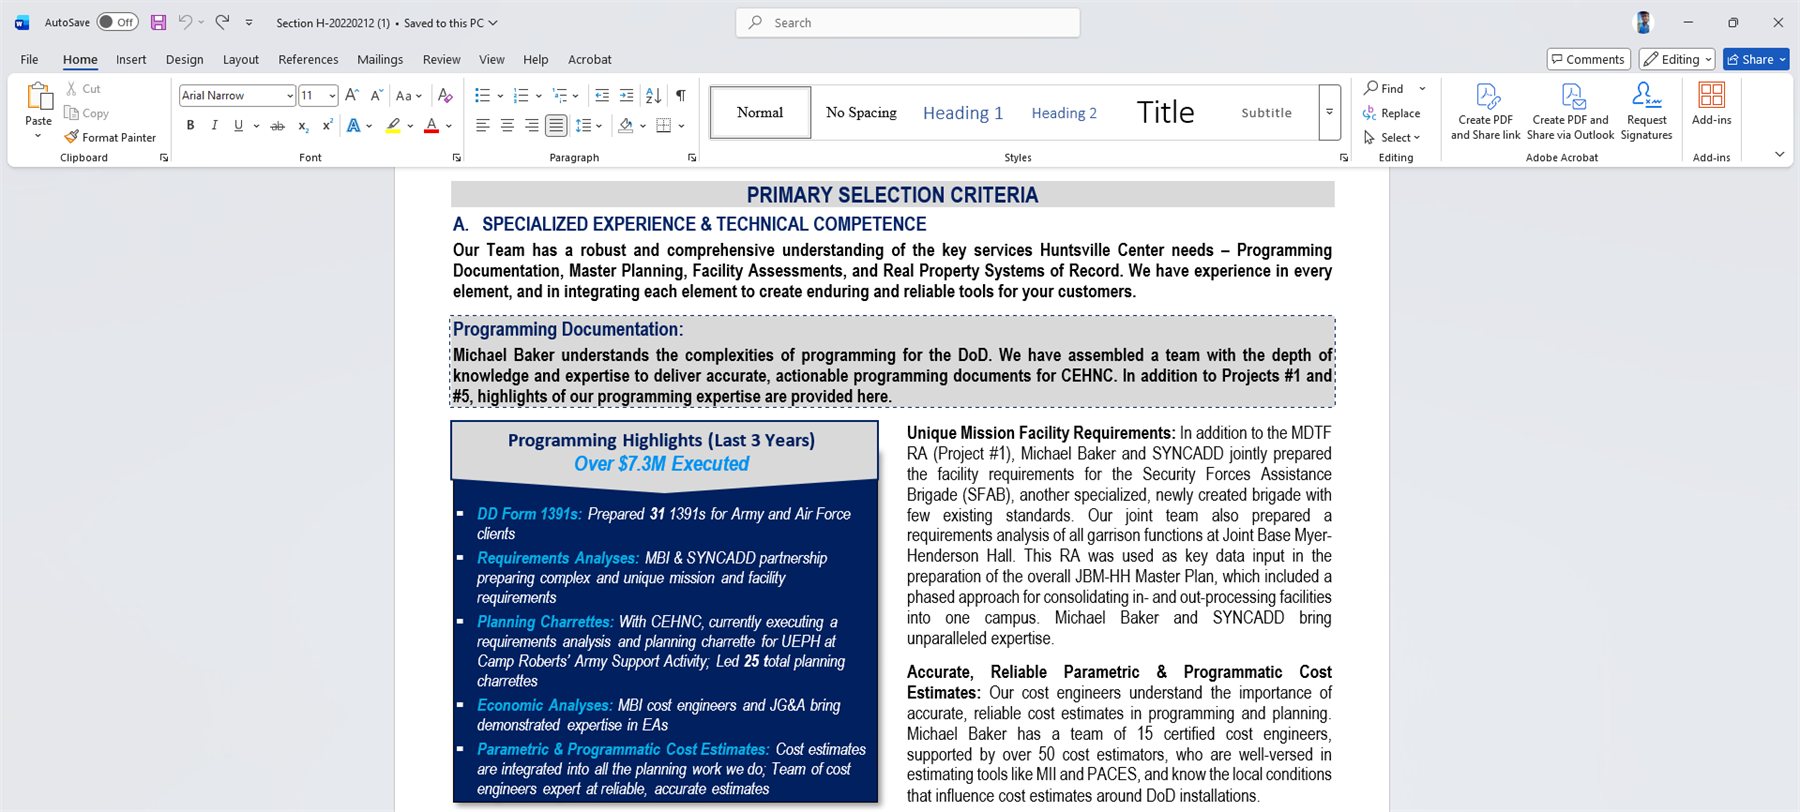 AutoSave Off Section H-20220212 (1) • Saved to this PC Search
File Home Insert Design Layout References Mailings Review View Help Acrobat Comments Editing Share
Paste
Cut
Copy
Format Painter
Clipboard
Arial Narrow 11
Font
Paragraph
Normal No Spacing Heading 1 Heading 2 Title Subtitle
Styles
Find
Replace
Select
Editing
Create PDF
and Share link
Create PDF and
Share via Outlook
Request
Signatures
Adobe Acrobat
Add-ins
Add-ins
PRIMARY SELECTION CRITERIA
A. SPECIALIZED EXPERIENCE & TECHNICAL COMPETENCE
Our Team has a robust and comprehensive understanding of the key services Huntsville Center needs – Programming
Documentation, Master Planning, Facility Assessments, and Real Property Systems of Record. We have experience in every
element, and in integrating each element to create enduring and reliable tools for your customers.
Programming Documentation:
Michael Baker understands the complexities of programming for the DoD. We have assembled a team with the depth of
knowledge and expertise to deliver accurate, actionable programming documents for CEHNC. In addition to Projects #1 and
#5, highlights of our programming expertise are provided here.
Programming Highlights (Last 3 Years)
Over $7.3M Executed
▪ DD Form 1391s: Prepared 31 1391s for Army and Air Force
clients
▪ Requirements Analyses: MBI & SYNCADD partnership
preparing complex and unique mission and facility
requirements
▪ Planning Charrettes: With CEHNC, currently executing a
requirements analysis and planning charrette for UEPH at
Camp Roberts' Army Support Activity; Led 25 total planning
charrettes
▪ Economic Analyses: MBI cost engineers and JG&A bring
demonstrated expertise in EAs
▪ Parametric & Programmatic Cost Estimates: Cost estimates
are integrated into all the planning work we do; Team of cost
engineers expert at reliable, accurate estimates
Unique Mission Facility Requirements: In addition to the MDTF
RA (Project #1), Michael Baker and SYNCADD jointly prepared
the facility requirements for the Security Forces Assistance
Brigade (SFAB), another specialized, newly created brigade with
few existing standards. Our joint team also prepared a
requirements analysis of all garrison functions at Joint Base Myer-
Henderson Hall. This RA was used as key data input in the
preparation of the overall JBM-HH Master Plan, which included a
phased approach for consolidating in- and out-processing facilities
into one campus. Michael Baker and SYNCADD bring
unparalleled expertise.
Accurate, Reliable Parametric & Programmatic Cost
Estimates: Our cost engineers understand the importance of
accurate, reliable cost estimates in programming and planning.
Michael Baker has a team of 15 certified cost engineers,
supported by over 50 cost estimators, who are well-versed in
estimating tools like MII and PACES, and know the local conditions
that influence cost estimates around DoD installations.